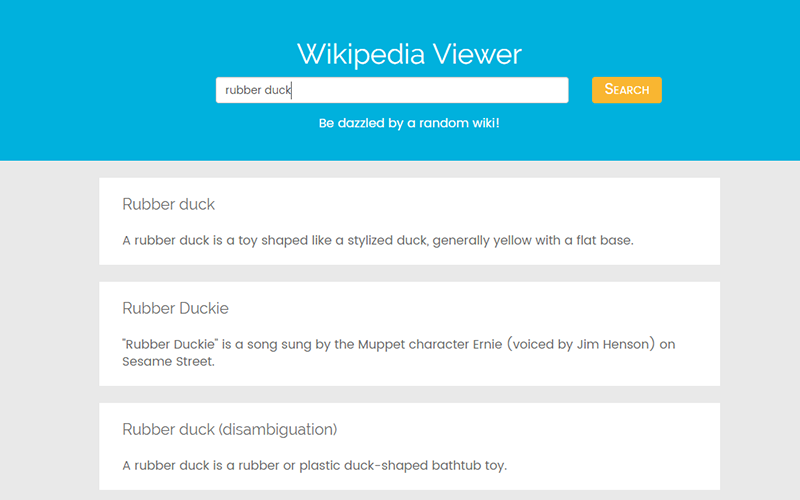 Wikipedia Viewer
rubber duck
Search
Be dazzled by a random wiki!
Rubber duck
A rubber duck is a toy shaped like a stylized duck, generally yellow with a flat base.
Rubber Duckie
"Rubber Duckie" is a song sung by the Muppet character Ernie (voiced by Jim Henson) on
Sesame Street.
Rubber duck (disambiguation)
A rubber duck is a rubber or plastic duck-shaped bathtub toy.